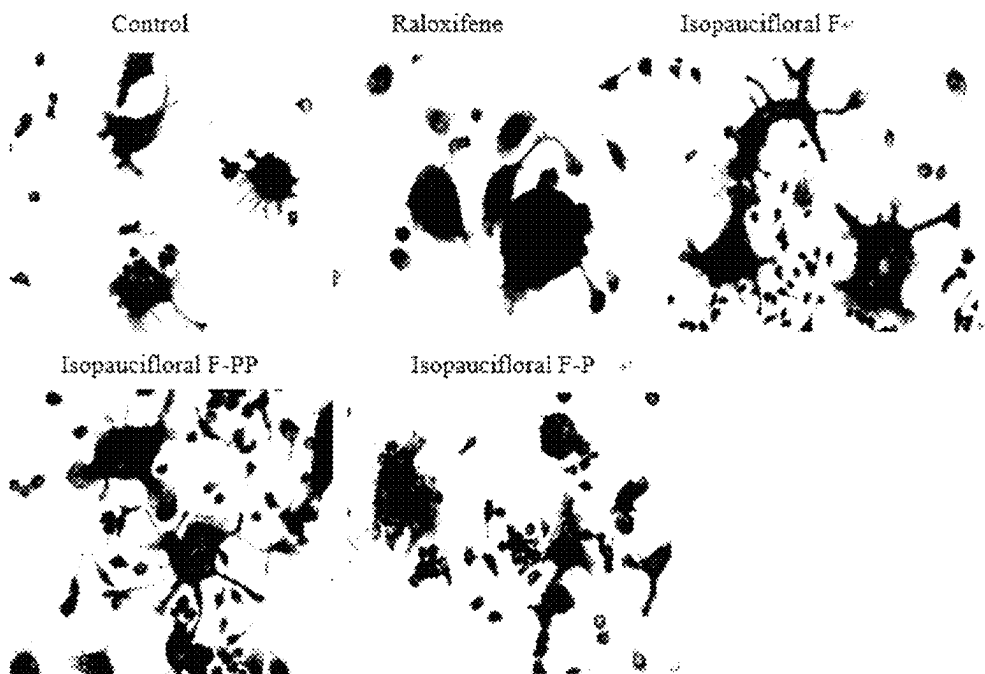 Control
Raloxifene
Isopaucifloral F
Isopaucifloral F-PP
Isopaucifloral F-P